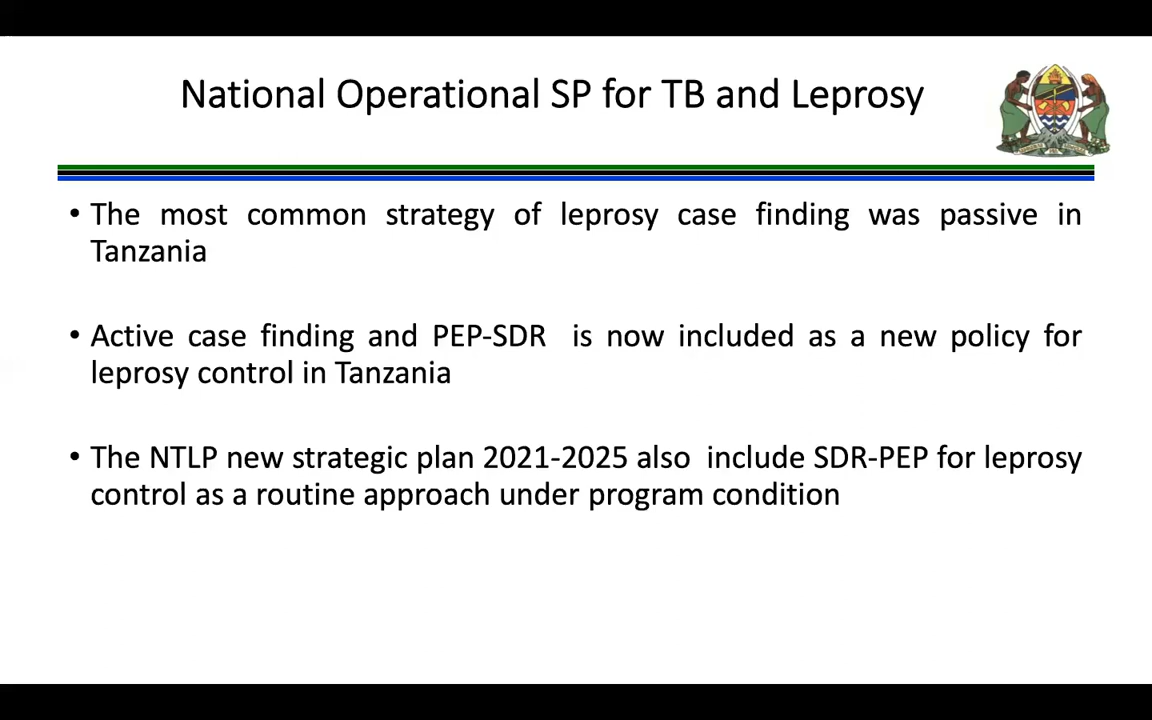 National Operational SP for TB and Leprosy
• The most common strategy of leprosy case finding was passive in
Tanzania
• Active case finding and PEP-SDR is now included as a new policy for
leprosy control in Tanzania
• The NTLP new strategic plan 2021-2025 also include SDR-PEP for leprosy
control as a routine approach under program condition